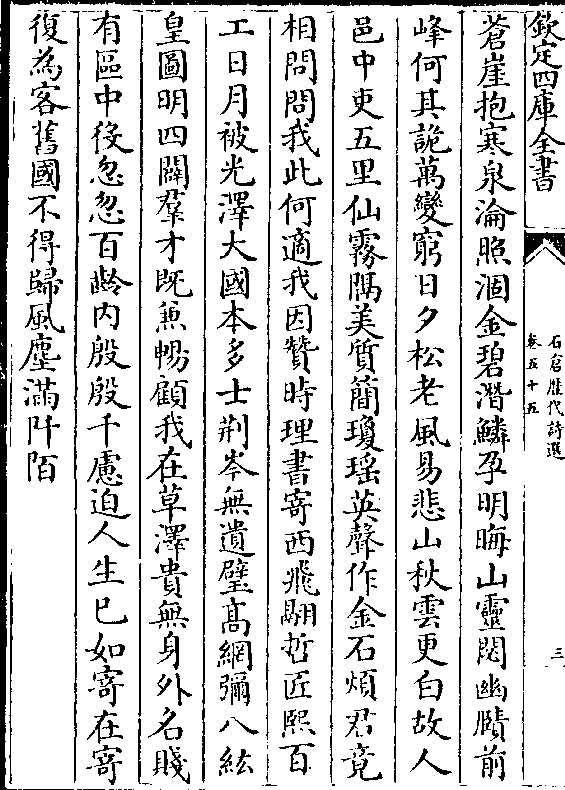 欽定四庫全書
石倉歷代詩選
卷五十五
三
蒼崖抱寒泉淪照涸金碧潛鱗孕明晦山靈閟幽賾前
峰何其詭萬變窮日夕松老風易悲山秋雲更白故人
邑中吏五里仙霧隅美質簡瓊瑶英聲作金石煩君竟
相問問我此何適我因贊時理書寄西飛翮哲匠熙百
工日月被光澤大國本多士荆岑無遺璧髙網彌八紘
皇圖明四闢羣才既兼暢顧我在草澤貴無身外名賤
有區中役忽忽百齡内殷殷千慮迫人生已如寄在寄
復為客舊國不得歸風塵滿阡陌